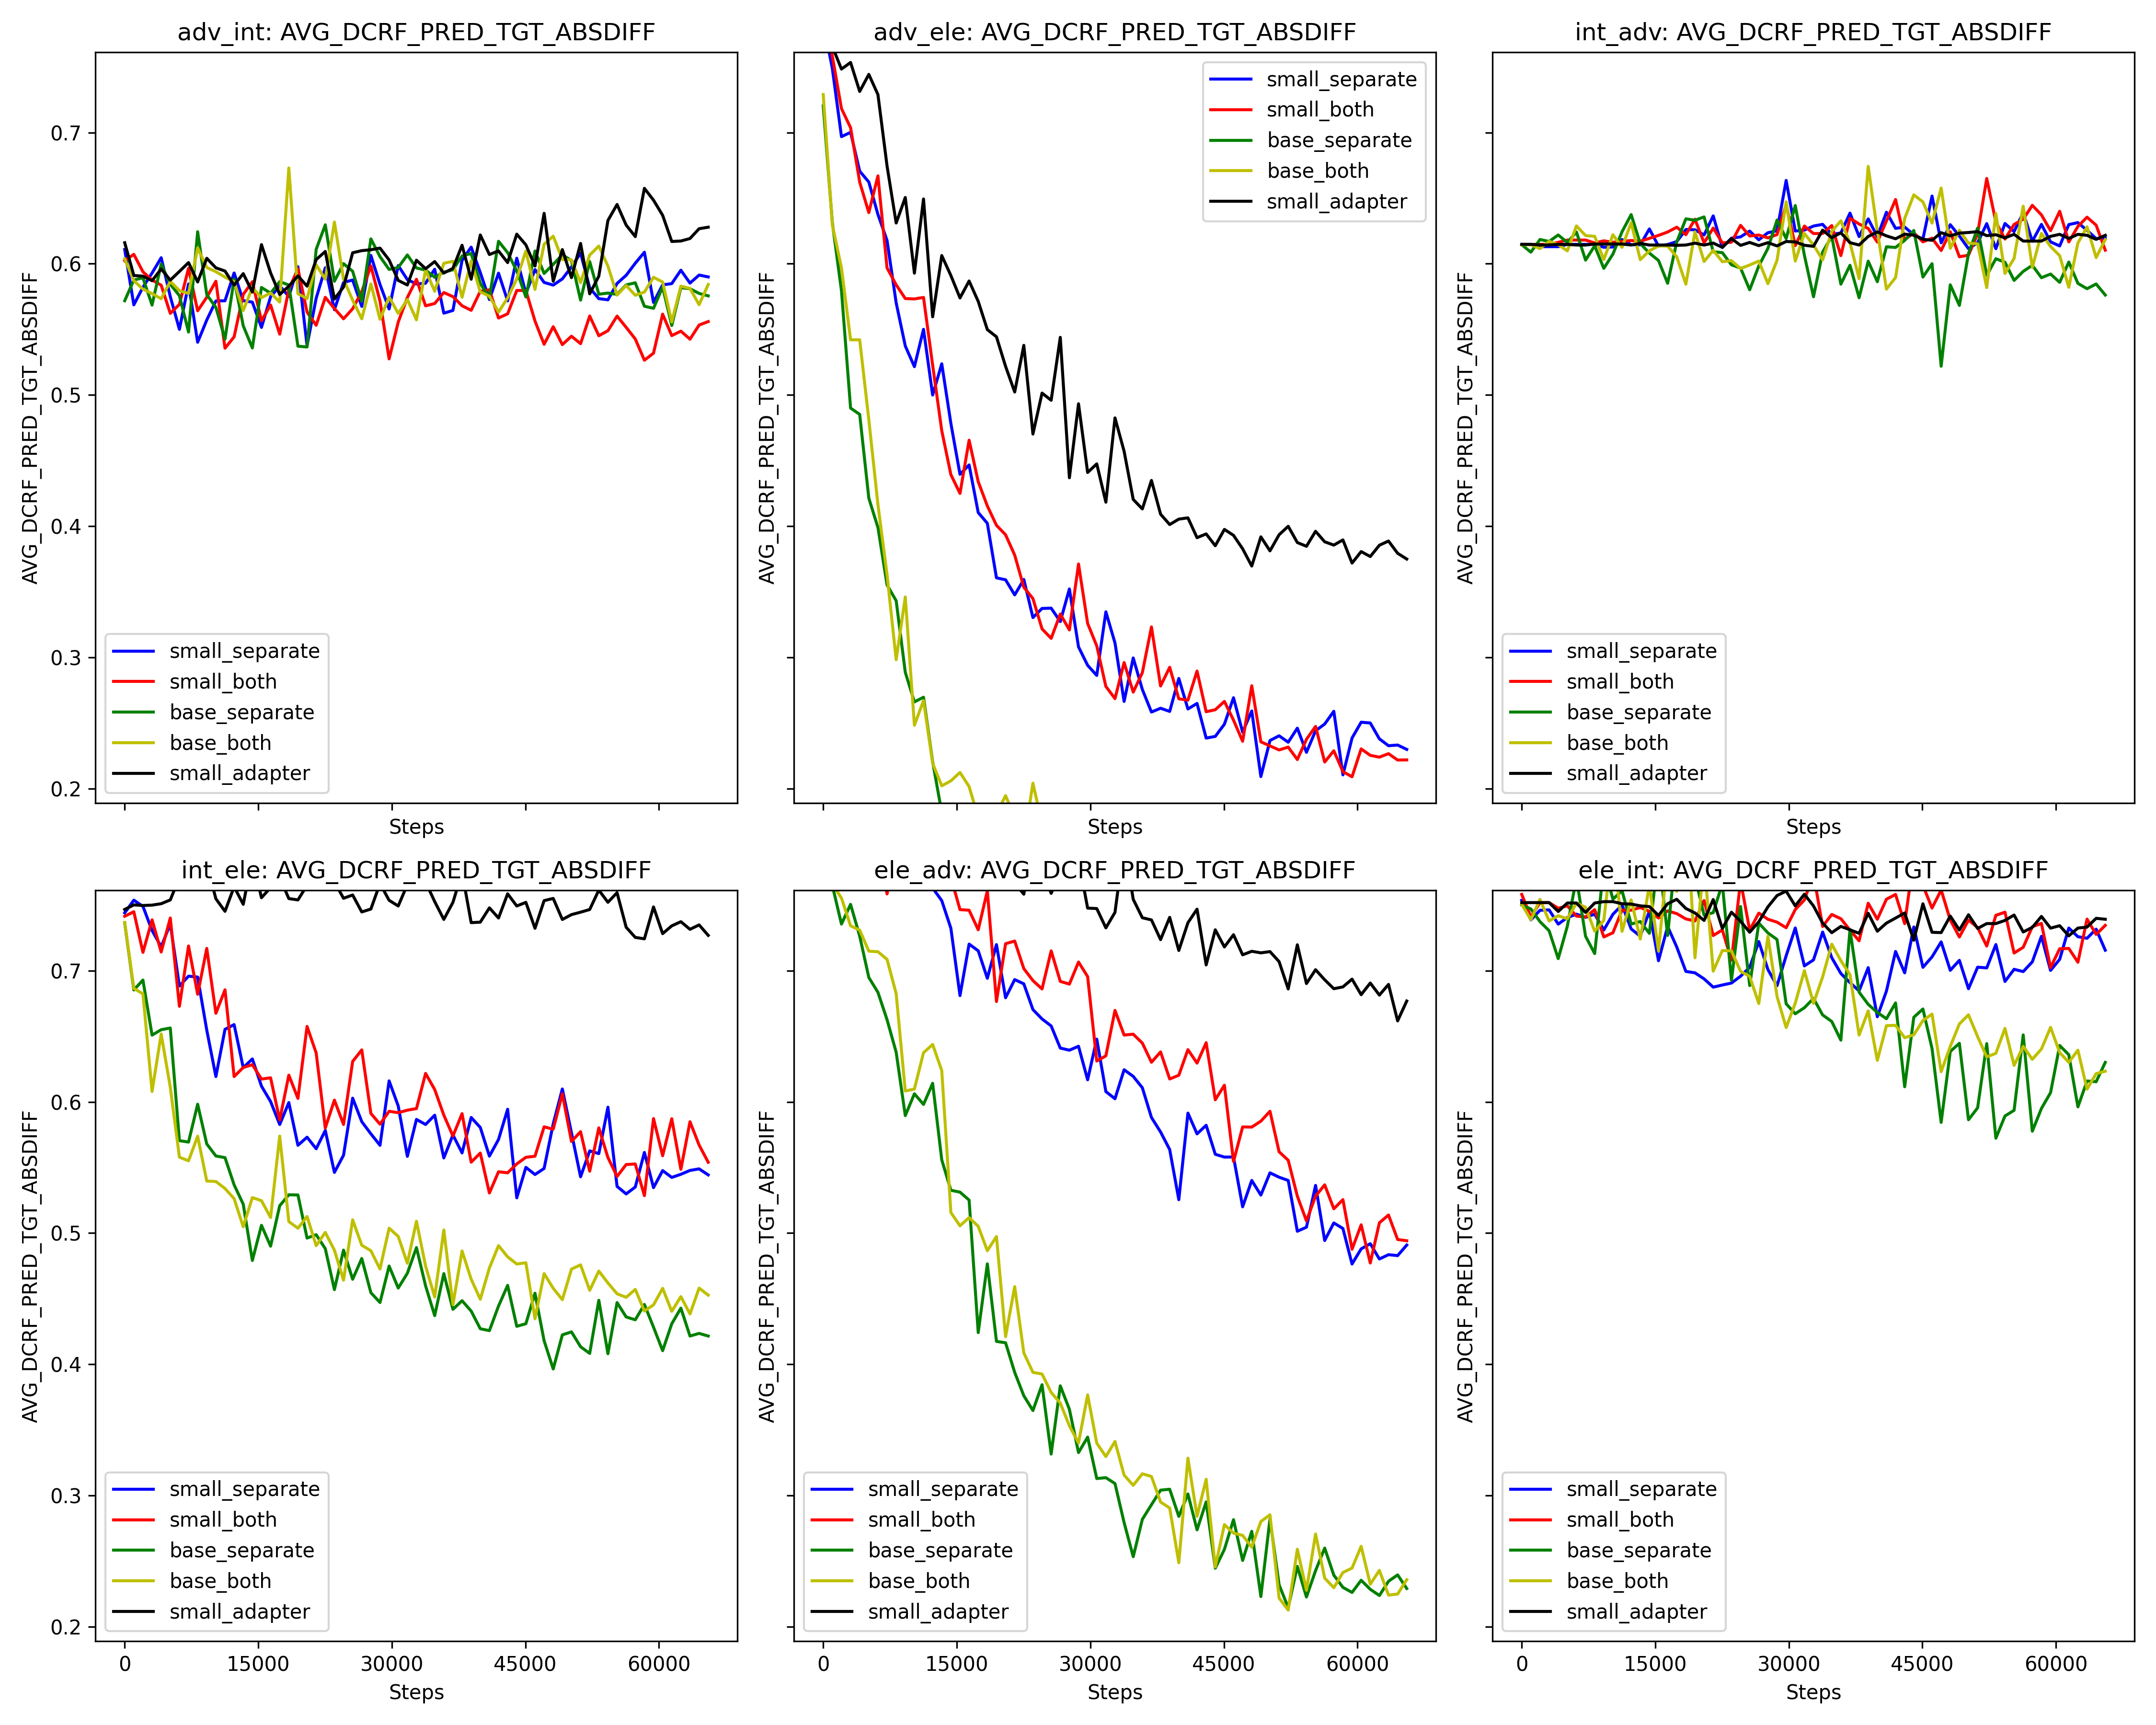 adv_int: AVG_DCRF_PRED_TGT_ABSDIFF
AVG_DCRF_PRED_TGT_ABSDIFF
0.7
0.6
0.5
0.4
0.3
0.2
small_separate
small_both
base_separate
base_both
small_adapter
Steps
adv_ele: AVG_DCRF_PRED_TGT_ABSDIFF
AVG_DCRF_PRED_TGT_ABSDIFF
small_separate
small_both
base_separate
base_both
small_adapter
Steps
int_adv: AVG_DCRF_PRED_TGT_ABSDIFF
AVG_DCRF_PRED_TGT_ABSDIFF
small_separate
small_both
base_separate
base_both
small_adapter
Steps
int_ele: AVG_DCRF_PRED_TGT_ABSDIFF
AVG_DCRF_PRED_TGT_ABSDIFF
0.7
0.6
0.5
0.4
0.3
0.2
small_separate
small_both
base_separate
base_both
small_adapter
0 15000 30000 45000 60000
Steps
ele_adv: AVG_DCRF_PRED_TGT_ABSDIFF
AVG_DCRF_PRED_TGT_ABSDIFF
small_separate
small_both
base_separate
base_both
small_adapter
0 15000 30000 45000 60000
Steps
ele_int: AVG_DCRF_PRED_TGT_ABSDIFF
AVG_DCRF_PRED_TGT_ABSDIFF
small_separate
small_both
base_separate
base_both
small_adapter
0 15000 30000 45000 60000
Steps